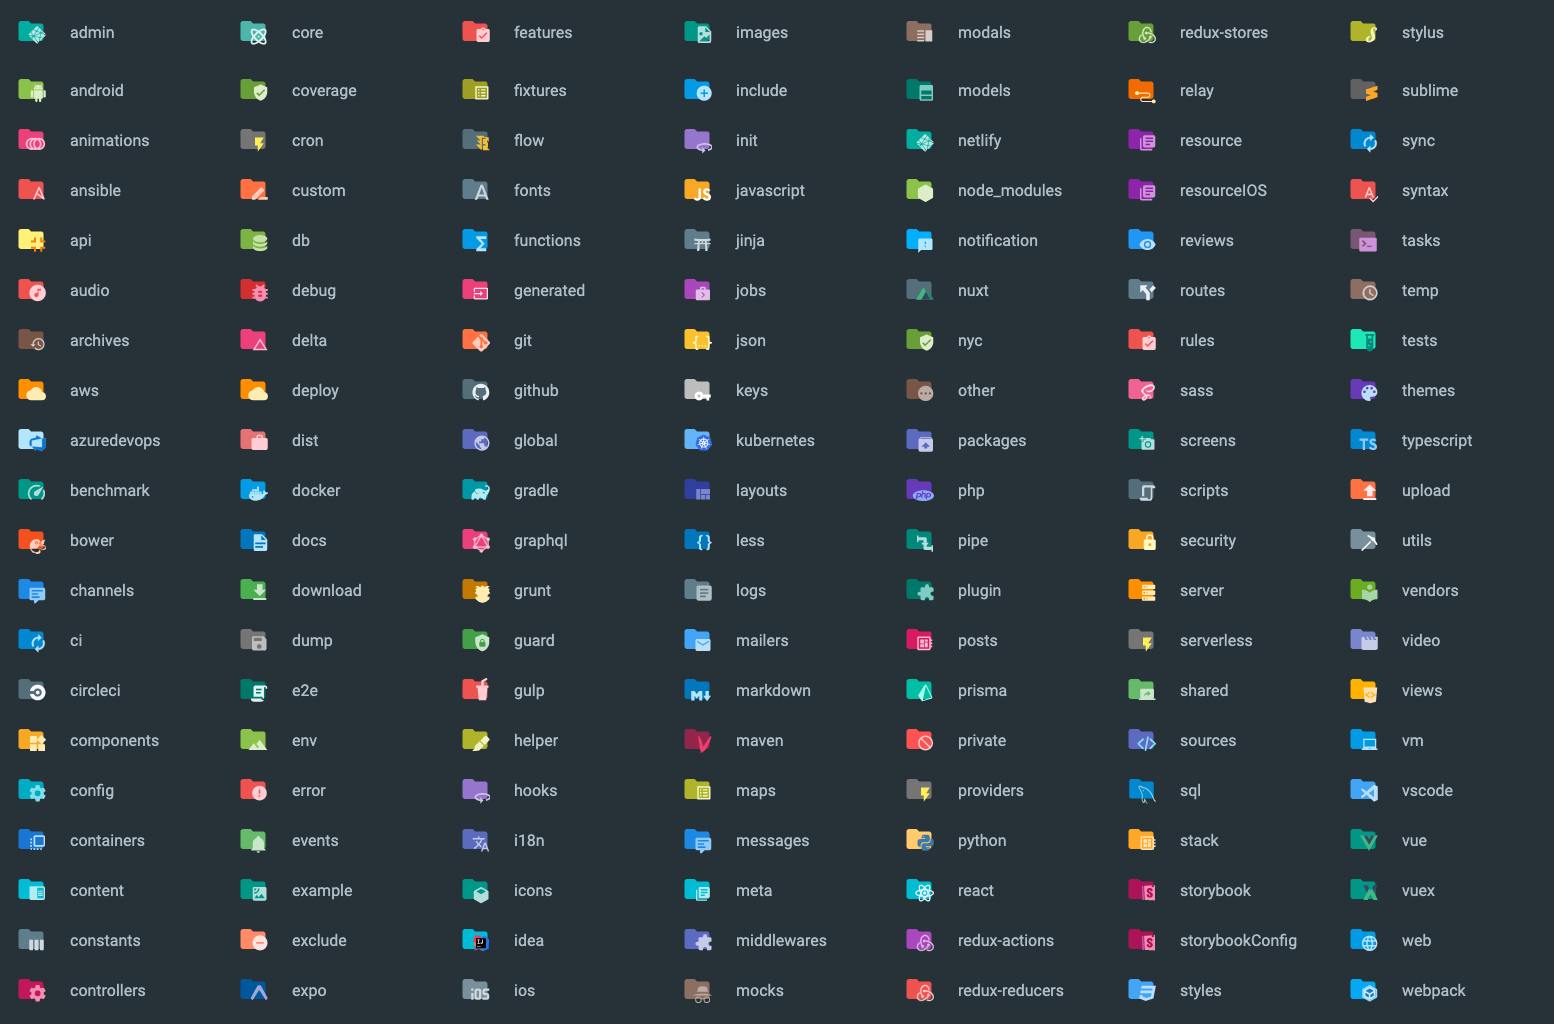 admin
android
animations
ansible
api
audio
archives
aws
azuredevops
benchmark
bower
channels
ci
circleci
components
config
containers
content
constants
controllers
core
coverage
cron
custom
db
debug
delta
deploy
dist
docker
docs
download
dump
e2e
env
error
events
example
exclude
expo
features
fixtures
flow
fonts
functions
generated
git
github
global
gradle
graphql
grunt
guard
gulp
helper
hooks
i18n
icons
idea
ios
images
include
init
javascript
jinja
jobs
json
keys
kubernetes
layouts
less
logs
mailers
markdown
maven
maps
messages
meta
middlewares
mocks
modals
models
netlify
node_modules
notification
nuxt
nyc
other
packages
php
pipe
plugin
posts
prisma
private
providers
python
react
redux-actions
redux-reducers
redux-stores
relay
resource
resourceIOS
reviews
routes
rules
sass
screens
scripts
security
server
serverless
shared
sources
sql
stack
storybook
storybookConfig
styles
stylus
sublime
sync
syntax
tasks
temp
tests
themes
typescript
upload
utils
vendors
video
views
vm
vscode
vue
vuex
web
webpack